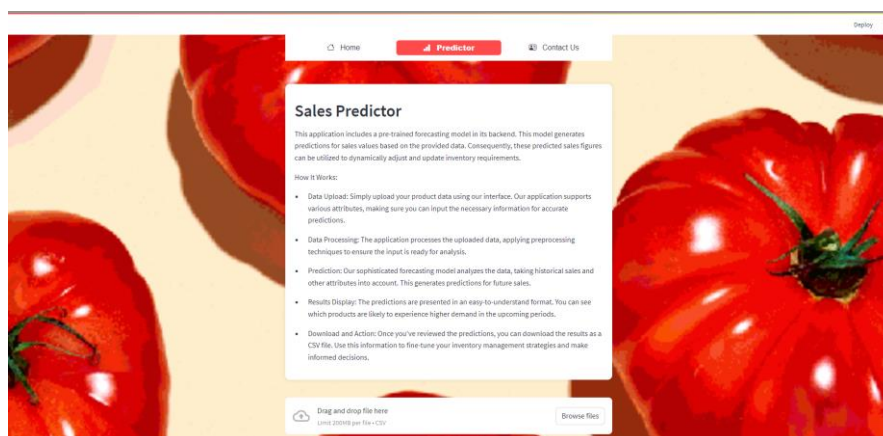 Deploy
Home
Predictor
Contact Us
Sales Predictor
This application includes a pre-trained forecasting model in its backend. This model generates
predictions for sales values based on the provided data. Consequently, these predicted sales figures
can be utilized to dynamically adjust and update inventory requirements.
How It Works:
• Data Upload: Simply upload your product data using our interface. Our application supports
various attributes, making sure you can input the necessary information for accurate
predictions.
• Data Processing: The application processes the uploaded data, applying preprocessing
techniques to ensure the input is ready for analysis.
• Prediction: Our sophisticated forecasting model analyzes the data, taking historical sales and
other attributes into account. This generates predictions for future sales.
• Results Display: The predictions are presented in an easy-to-understand format. You can see
which products are likely to experience higher demand in the upcoming periods.
• Download and Action: Once you've reviewed the predictions, you can download the results as a
CSV file. Use this information to fine-tune your inventory management strategies and make
informed decisions.
Drag and drop file here
Limit 200MB per file • CSV
Browse files